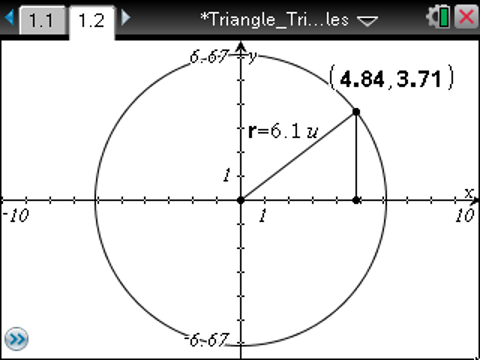 1.1 1.2 *Triangle_Tri...les
6.67 y
(4.84,3.71)
r=6.1 u
1
x
-10 1 10
-6.67